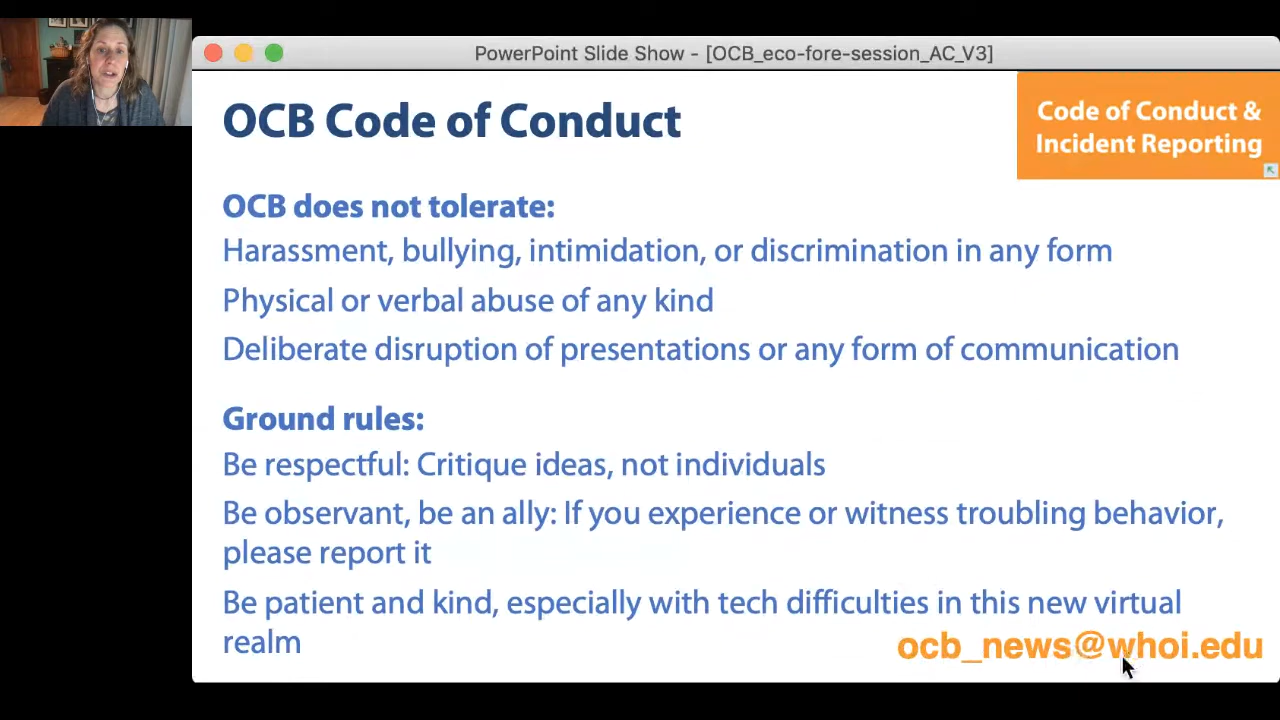 PowerPoint Slide Show - [OCB_eco-fore-session_AC_V3]
OCB Code of Conduct
Code of Conduct &
Incident Reporting
OCB does not tolerate:
Harassment, bullying, intimidation, or discrimination in any form
Physical or verbal abuse of any kind
Deliberate disruption of presentations or any form of communication
Ground rules:
Be respectful: Critique ideas, not individuals
Be observant, be an ally: If you experience or witness troubling behavior,
please report it
Be patient and kind, especially with tech difficulties in this new virtual
realm
ocb_news@whoi.edu